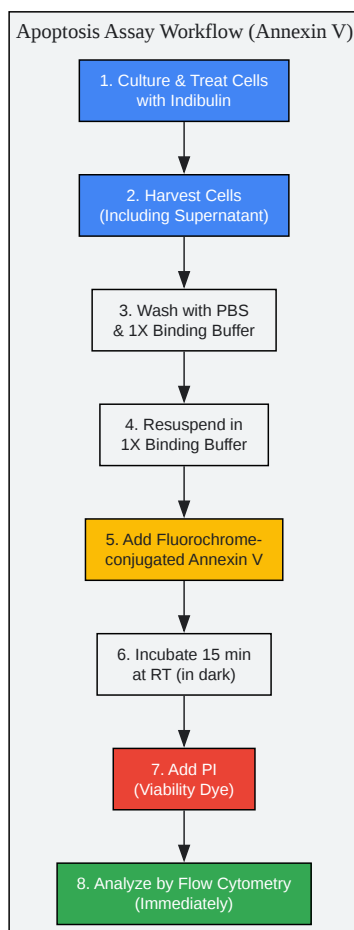 Apoptosis Assay Workflow (Annexin V)
1. Culture & Treat Cells
with Indibulin
2. Harvest Cells
(Including Supernatant)
3. Wash with PBS
& 1X Binding Buffer
4. Resuspend in
1X Binding Buffer
5. Add Fluorochrome-
conjugated Annexin V
6. Incubate 15 min
at RT (in dark)
7. Add PI
(Viability Dye)
8. Analyze by Flow Cytometry
(Immediately)